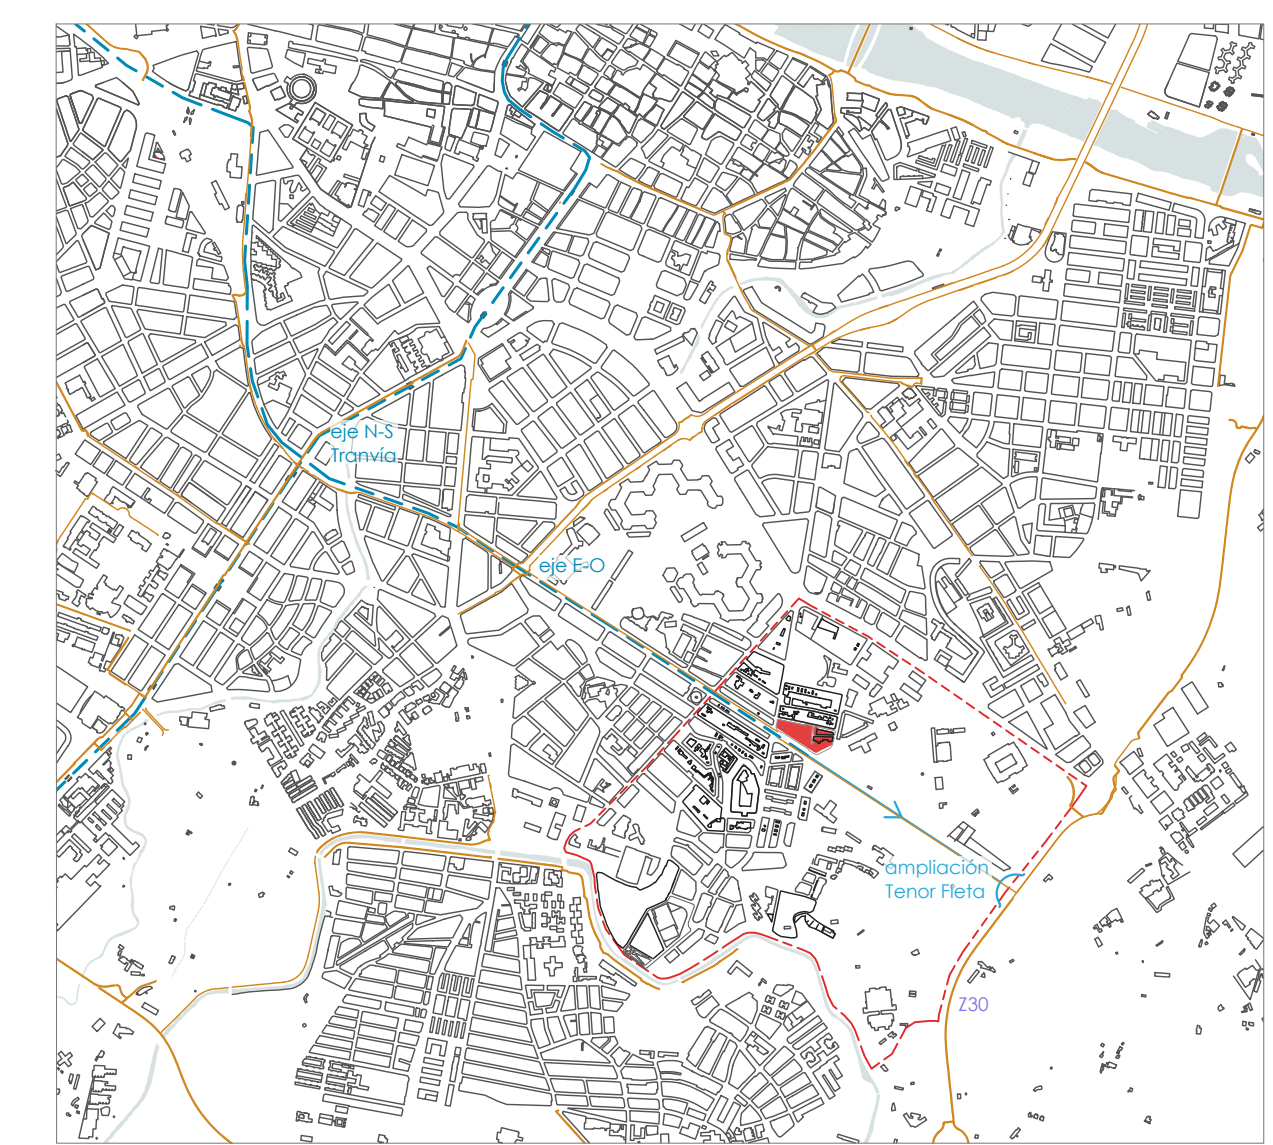 eje N-S
Tranvía
eje E-O
ampliación
Tenor Fleta
Z30